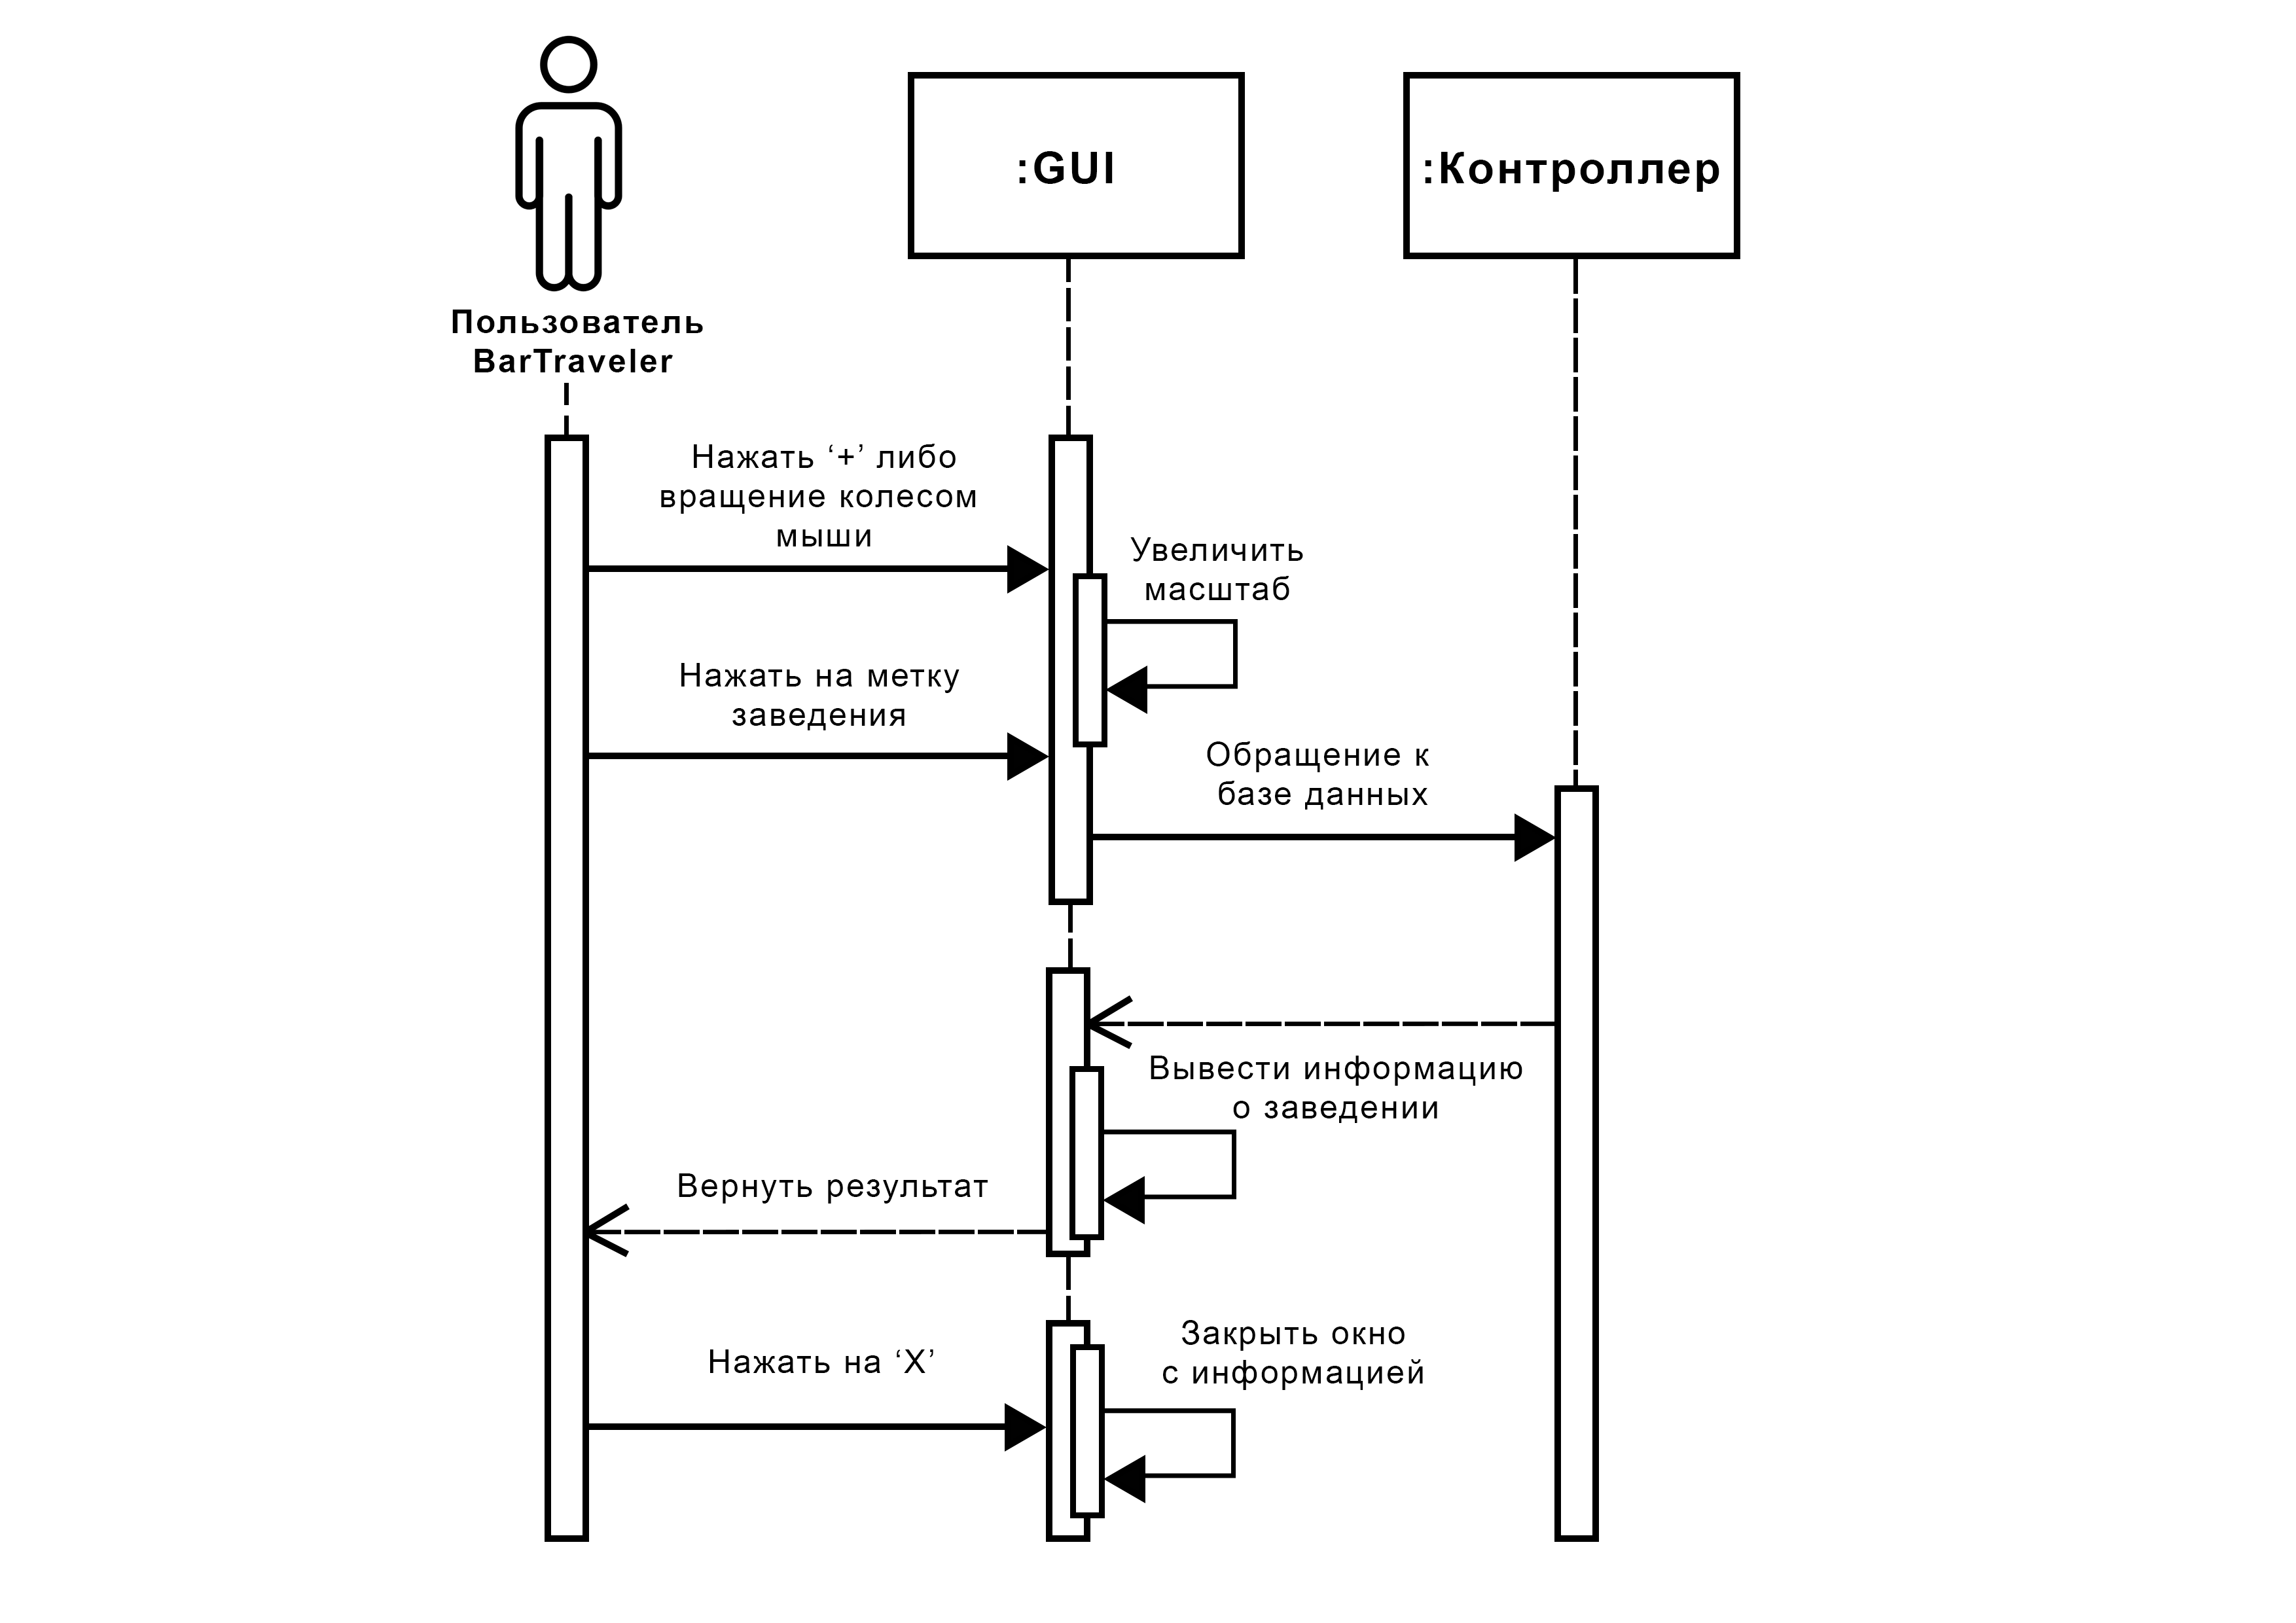 :GUI
:Контроллер
Пользователь
BarTraveler
Нажать ‘+’ либо
вращение колесом
мыши
Увеличить
масштаб
Нажать на метку
заведения
Обращение к
базе данных
Вывести информацию
о заведении
Вернуть результат
Закрыть окно
с информацией
Нажать на ‘X’